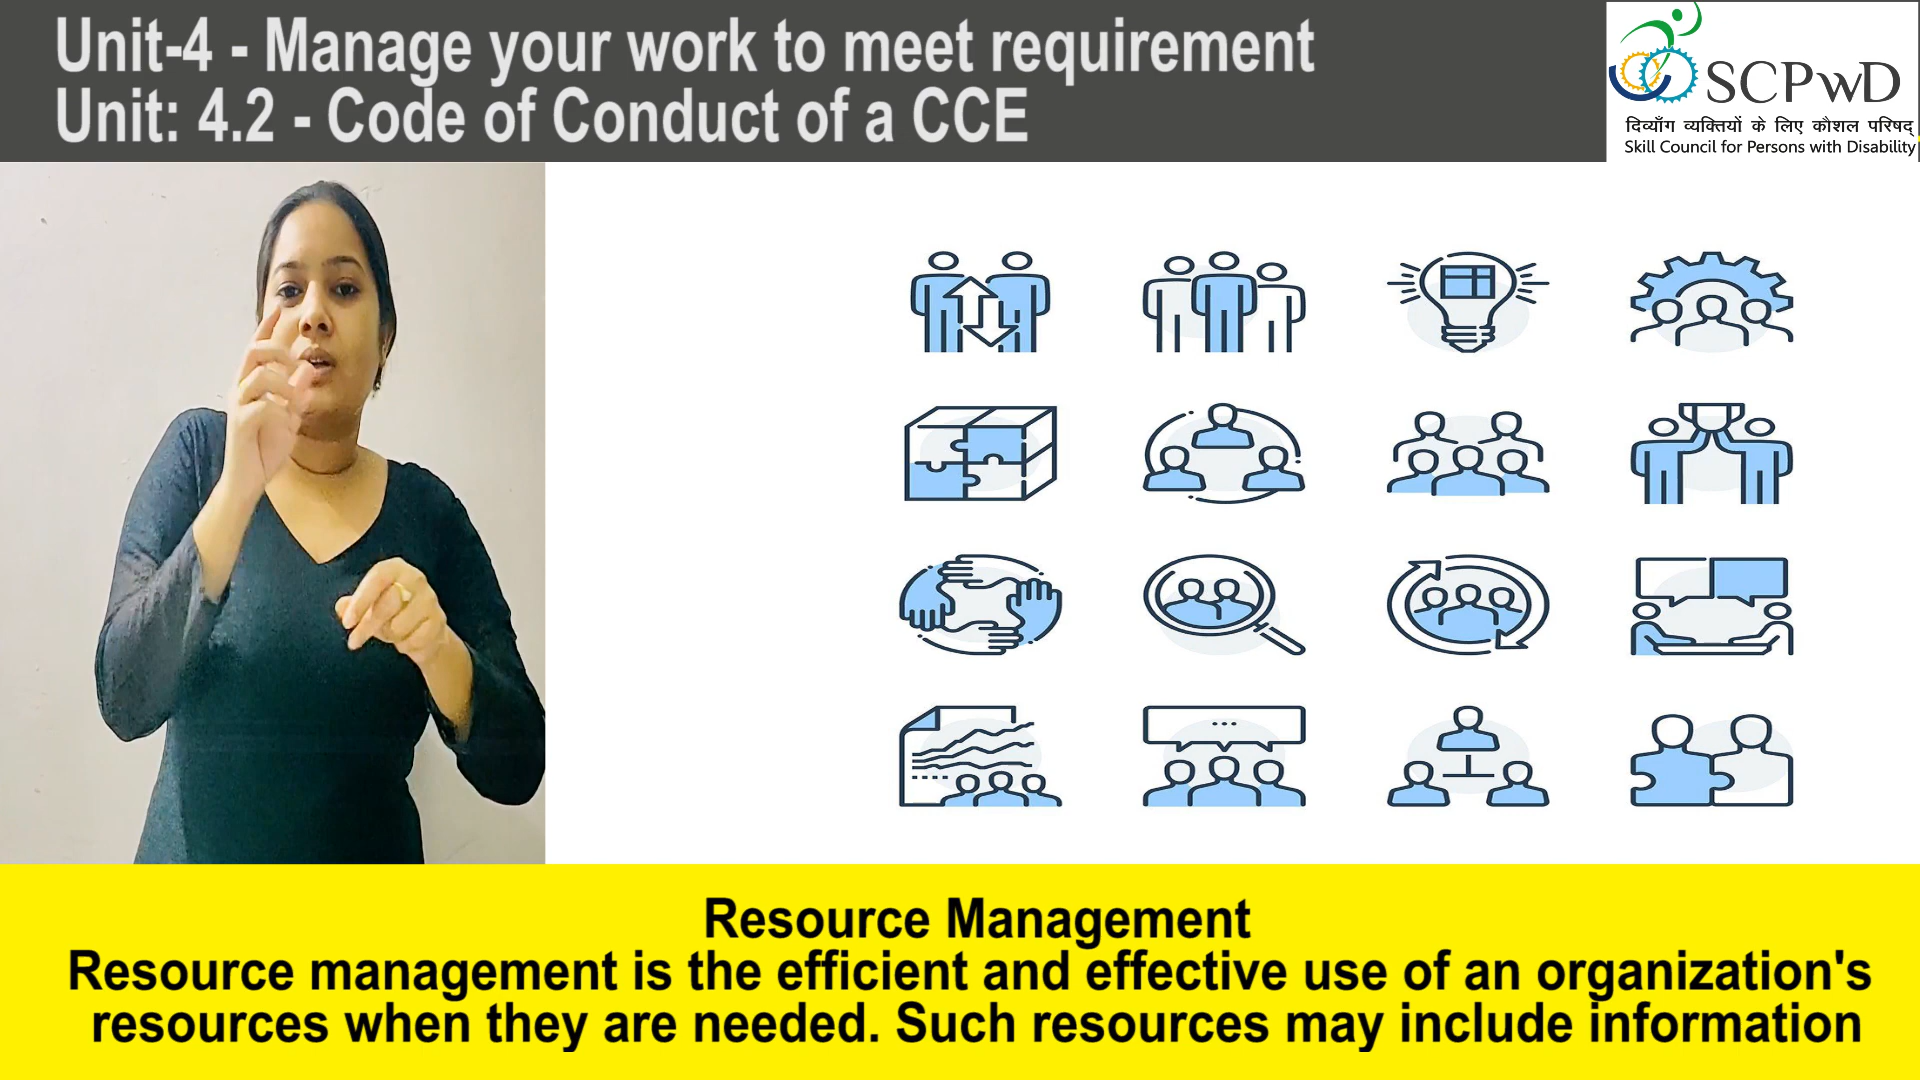 Unit-4 - Manage your work to meet requirement
Unit: 4.2 - Code of Conduct of a CCE
SCPwD
दिव्याँग व्यक्तियों के लिए कौशल परिषद्
Skill Council for Persons with Disability
Resource Management
Resource management is the efficient and effective use of an organization's
resources when they are needed. Such resources may include information